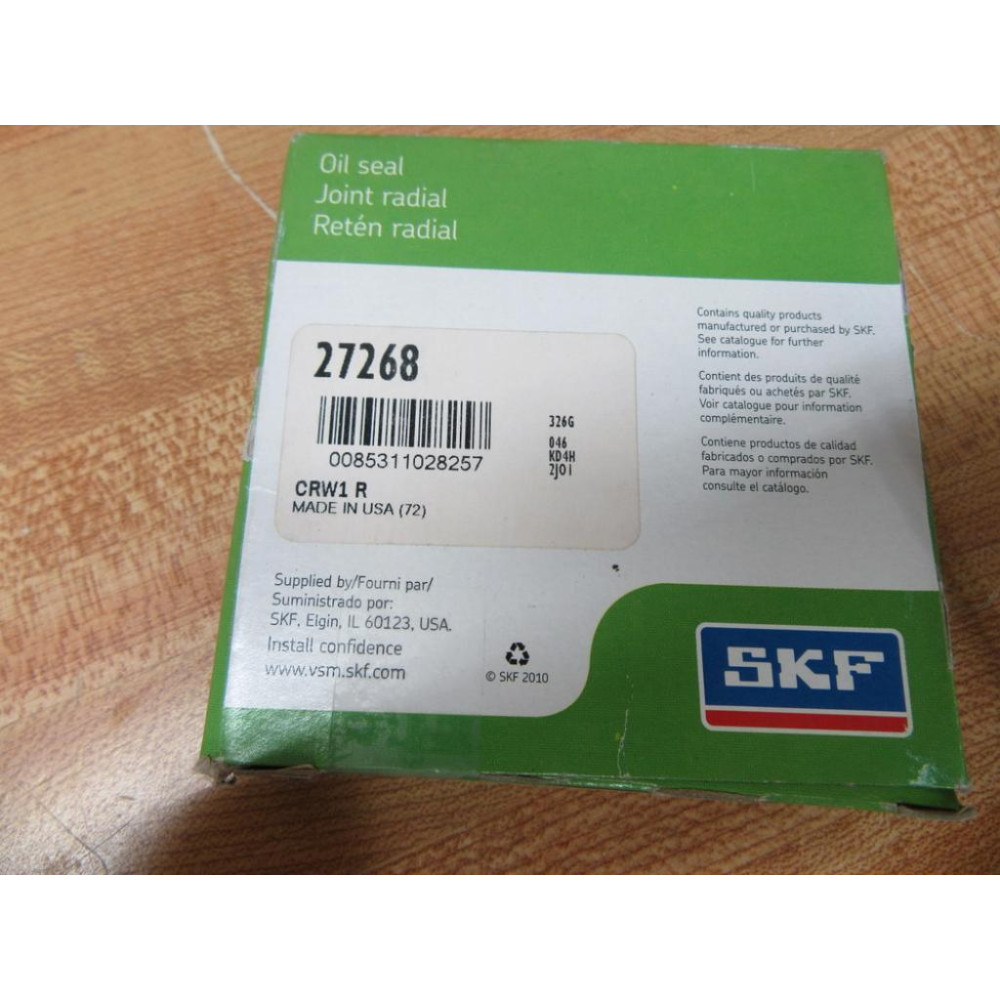 Oil seal
Joint radial
Retén radial
Contains quality products
manufactured or purchased by SKF.
See catalogue for further
information.
Contient des produits de qualité
fabriqués ou achetés par SKF.
Voir catalogue pour information
complémentaire.
Contiene productos de calidad
fabricados o comprados por SKF.
Para mayor información
consulte el catálogo.
27268
0085311028257
326G
046
KD4H
2J01
CRW1 R
MADE IN USA (72)
Supplied by/Fourni par/
Suministrado por:
SKF, Elgin, IL 60123, USA.
Install confidence
www.vsm.skf.com
© SKF 2010
SKF